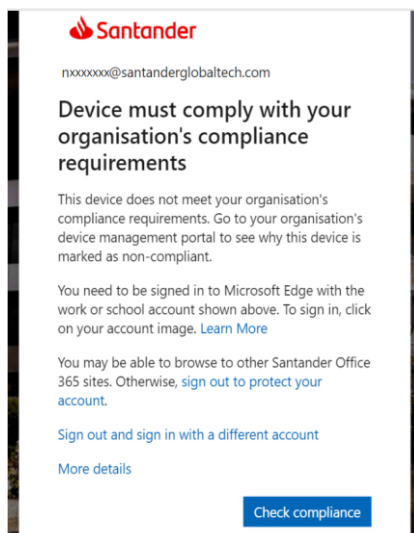 Santander
nxxxxxxx@santanderglobaltech.com
Device must comply with your
organisation's compliance
requirements
This device does not meet your organisation's
compliance requirements. Go to your organisation's
device management portal to see why this device is
marked as non-compliant.
You need to be signed in to Microsoft Edge with the
work or school account shown above. To sign in, click
on your account image. Learn More
You may be able to browse to other Santander Office
365 sites. Otherwise, sign out to protect your
account.
Sign out and sign in with a different account
More details
Check compliance